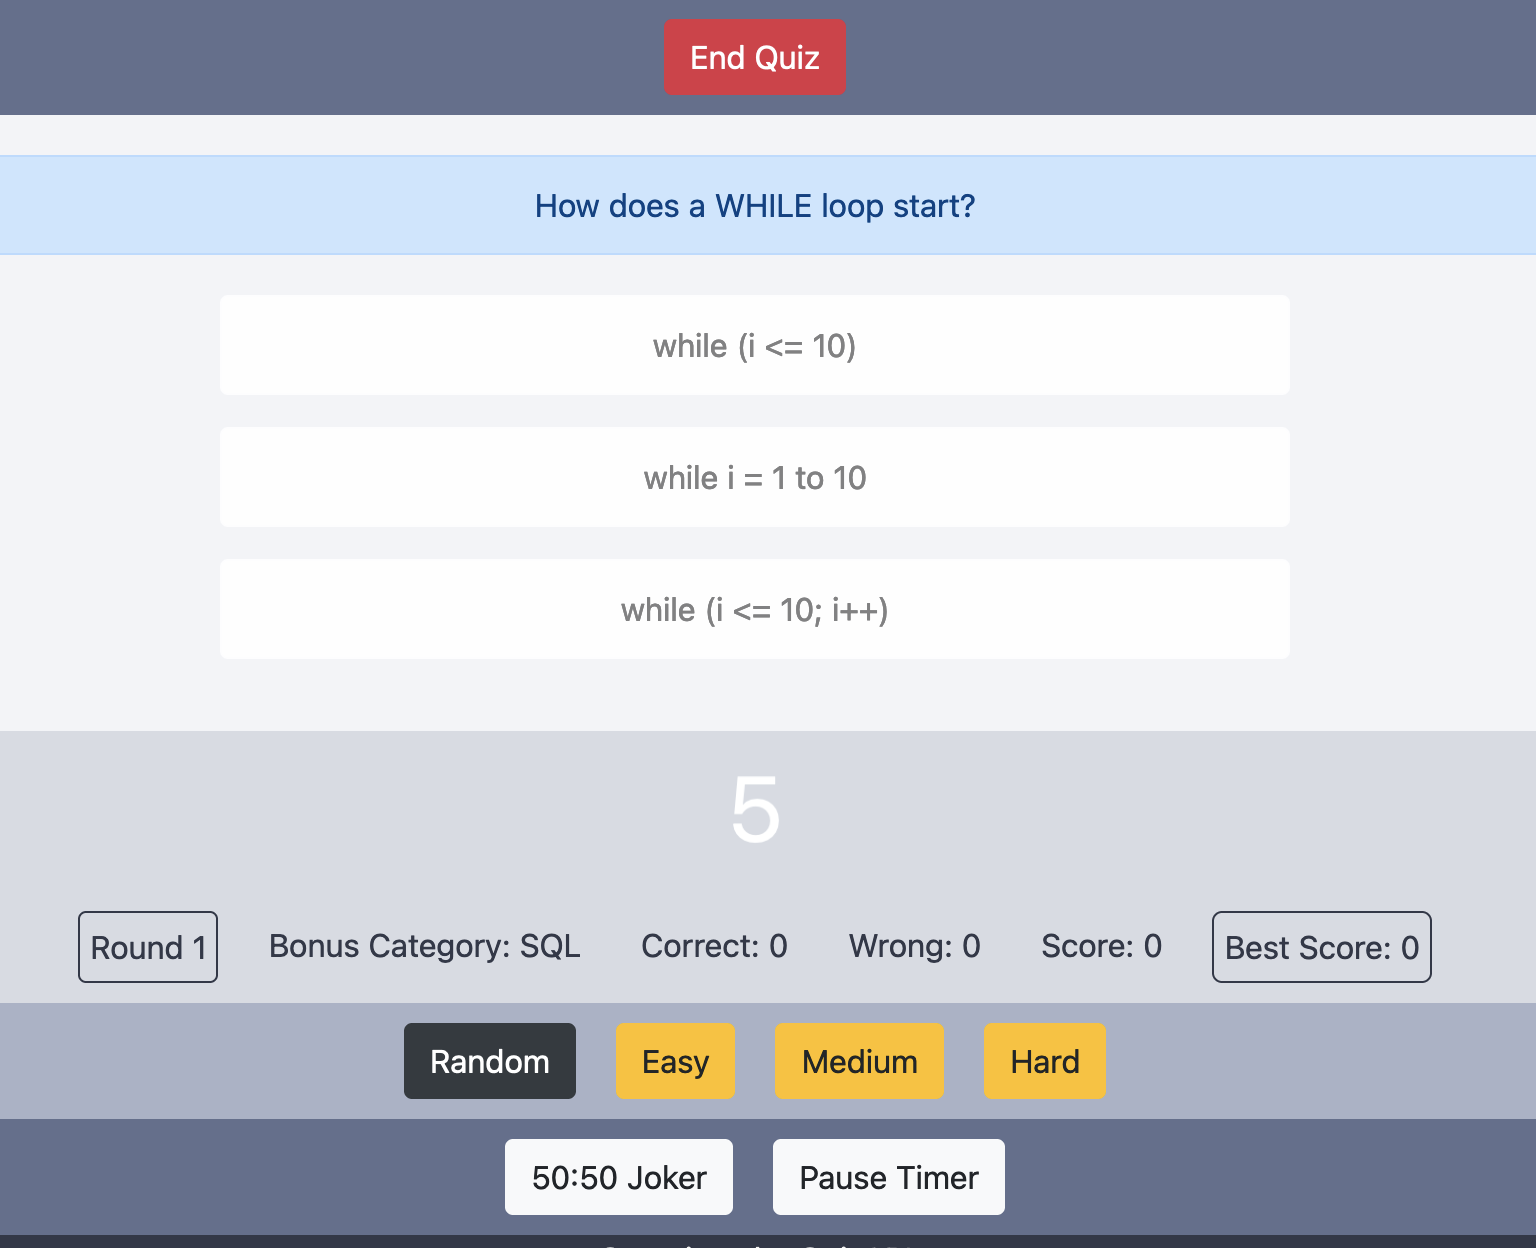 End Quiz
How does a WHILE loop start?
while (i <= 10)
while i = 1 to 10
while (i <= 10; i++)
5
Round 1 Bonus Category: SQL Correct: 0 Wrong: 0 Score: 0 Best Score: 0
Random Easy Medium Hard
50:50 Joker Pause Timer